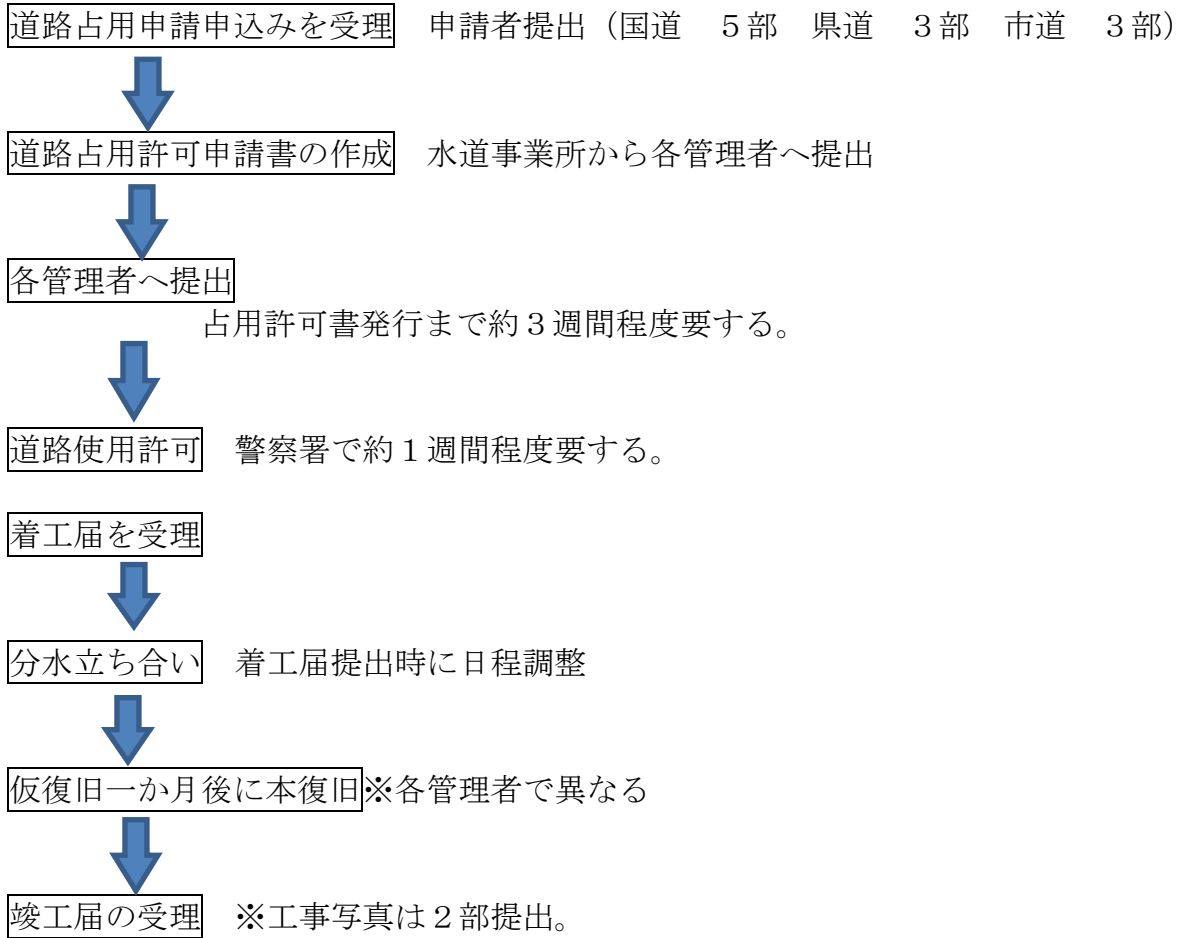 道路占用申請申込みを受理　申請者提出（国道　５部　県道　３部　市道　３部）
道路占用許可申請書の作成　水道事業所から各管理者へ提出
各管理者へ提出
占用許可書発行まで約３週間程度要する。
道路使用許可　警察署で約１週間程度要する。
着工届を受理
分水立ち合い　着工届提出時に日程調整
仮復旧一か月後に本復旧※各管理者で異なる
竣工届の受理　※工事写真は２部提出。